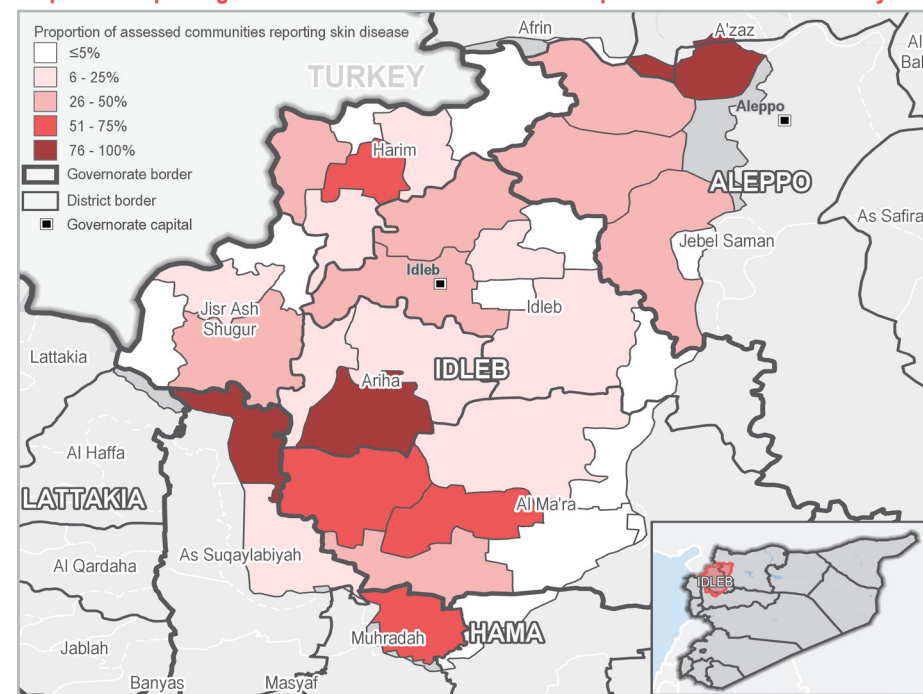 Proportion of assessed communities reporting skin disease
≤5%
6 - 25%
26 - 50%
51 - 75%
76 - 100%
Governorate border
District border
Governorate capital
TURKEY
Afrin
A'zaz
Al
Bal
Aleppo
Harim
ALEPPO
As Safira
Jebel Saman
Idleb
Jisr Ash
Shugur
Idleb
Lattakia
IDLEB
Ariha
Al Haffa
LATTAKIA
Al Ma'ra
As Suqaylabiyah
Al Qardaha
IDLEB
Muhradah
HAMA
Jablah
Banyas
Masyaf